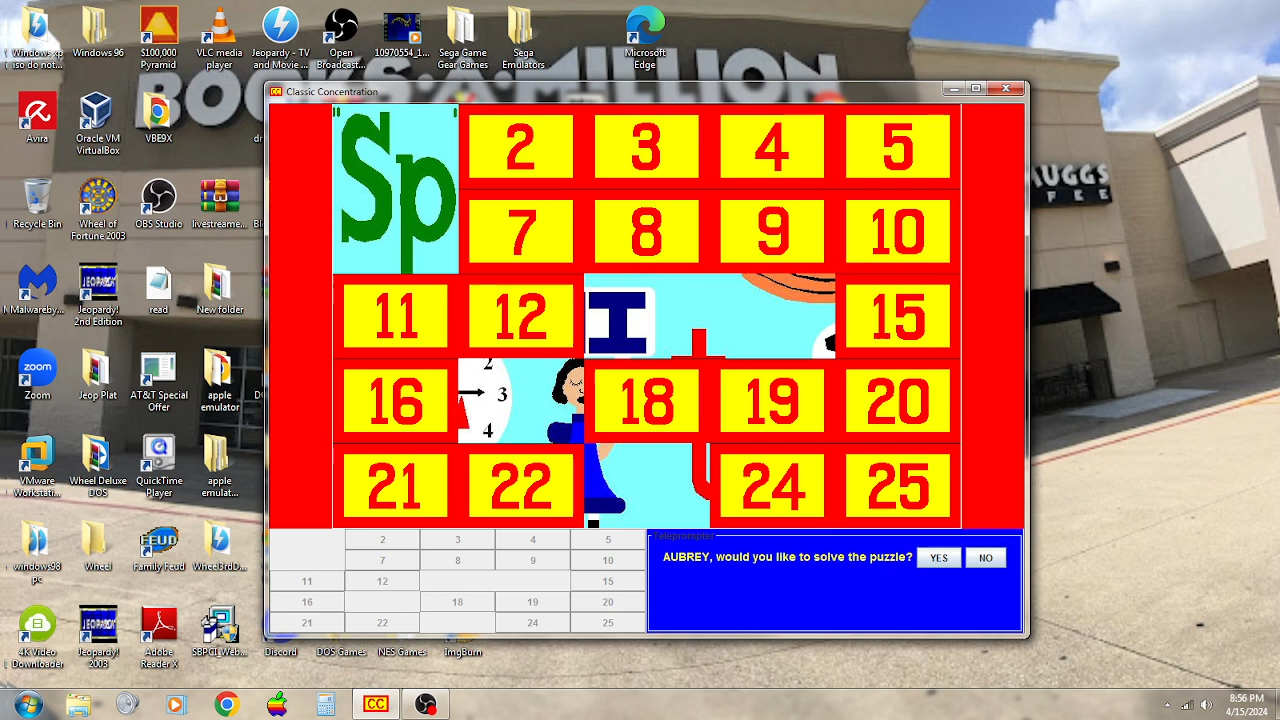 Windows xp
iso do not...
Windows 96
$100,000
Pyramid
VLC media
player
Jeopardy - TV
and Movie ...
Open
Broadcast...
10970554_1...
Sega Game
Gear Games
Sega
Emulators
Microsoft
Edge
BOOKS·A·MILLION
MUGGS
FEE
Avira
Oracle VM
VirtualBox
VBE9X
Recycle Bin
Wheel of
Fortune 2003
OBS Studio
livestreame...
Malwareby...
Jeopardy!
2nd Edition
read
New folder
Zoom
zoom
Jeop Plat
AT&T Special
Offer
apple
emulator
VMware
Workstati...
Wheel Deluxe
DOS
QuickTime
Player
apple
emulat...
windows98
pc
Wheel
FEUD
Family Feud
Wheel3rdD...
4K Video
Downloader
Jeopardy!
2003
Adobe
Reader X
SBPCI_Web...
Discord
DOS Games
NES Games
ImgBurn
CC Classic Concentration
"Sp 2 3 4 5
7 8 9 10
11 12 I 15
16 2 3 4 18 19 20
21 22 24 25
2 3 4 5
7 8 9 10
11 12 15
16 18 19 20
21 22 24 25
Teleprompter
AUBREY, would you like to solve the puzzle? YES NO
CC
8:56 PM
4/15/2024